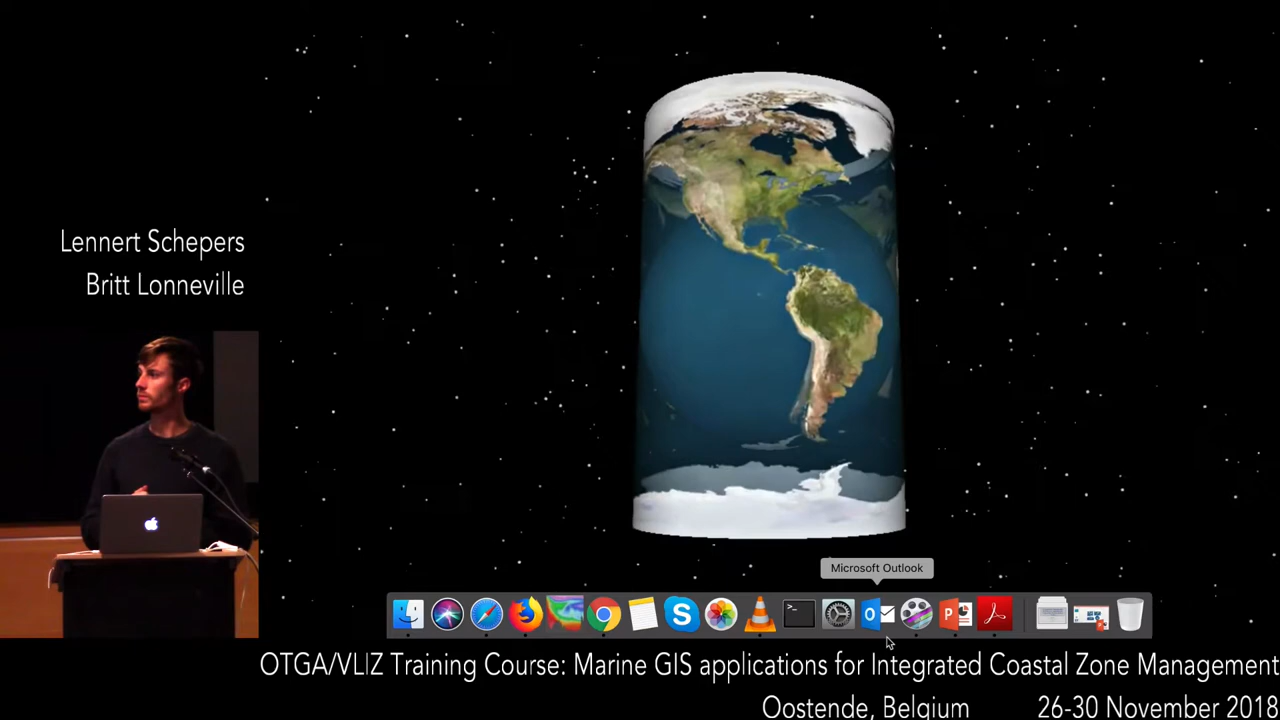 Lennert Schepers
Britt Lonneville
Microsoft Outlook
OTGA/VLIZ Training Course: Marine GIS applications for Integrated Coastal Zone Management
Oostende, Belgium 26-30 November 2018